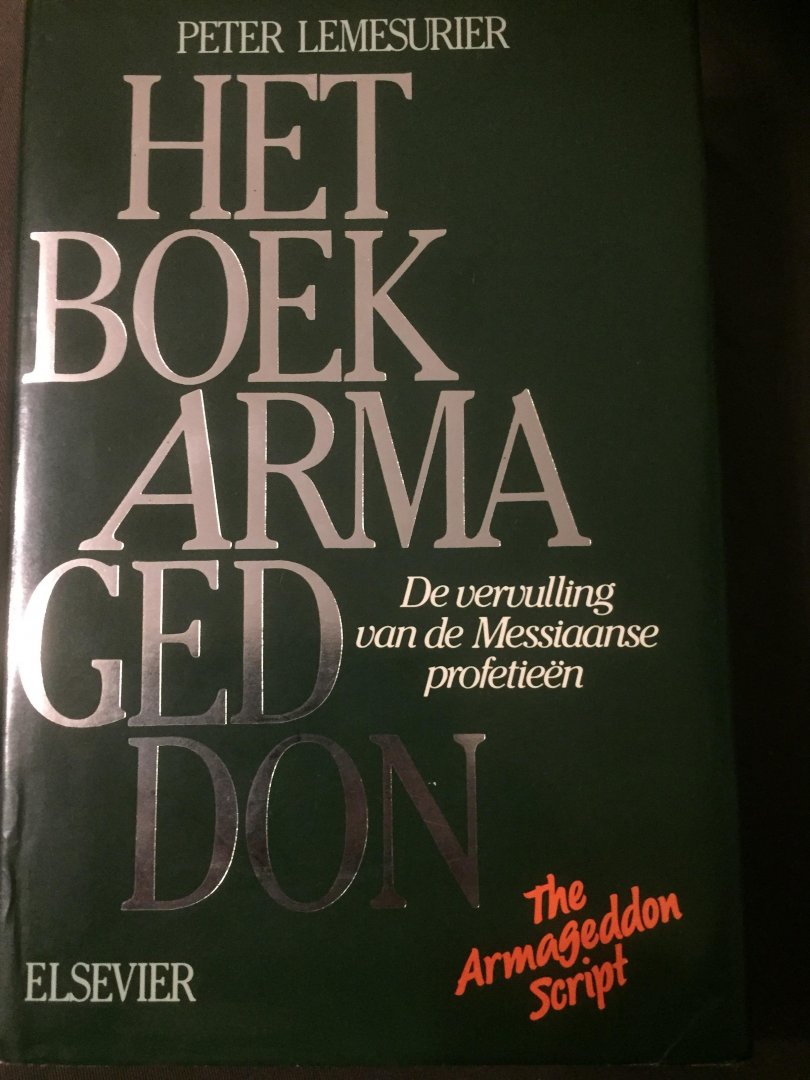 PETER LEMESURIER
HET
BOEK
ARMA
GED
DON
De vervulling
van de Messiaanse
profetieën
The
Armageddon
Script
ELSEVIER